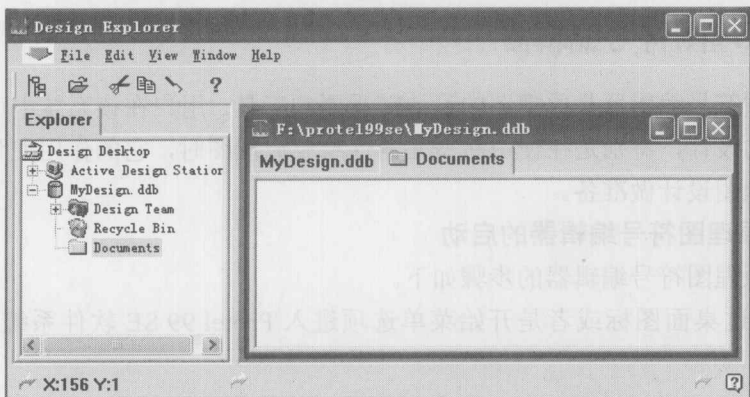 Design Explorer
File Edit View Window Help
?
Explorer
Design Desktop
Active Design Station
MyDesign.ddb
Design Team
Recycle Bin
Documents
F:\protel99se\MyDesign.ddb
MyDesign.ddb Documents
X:156 Y:1